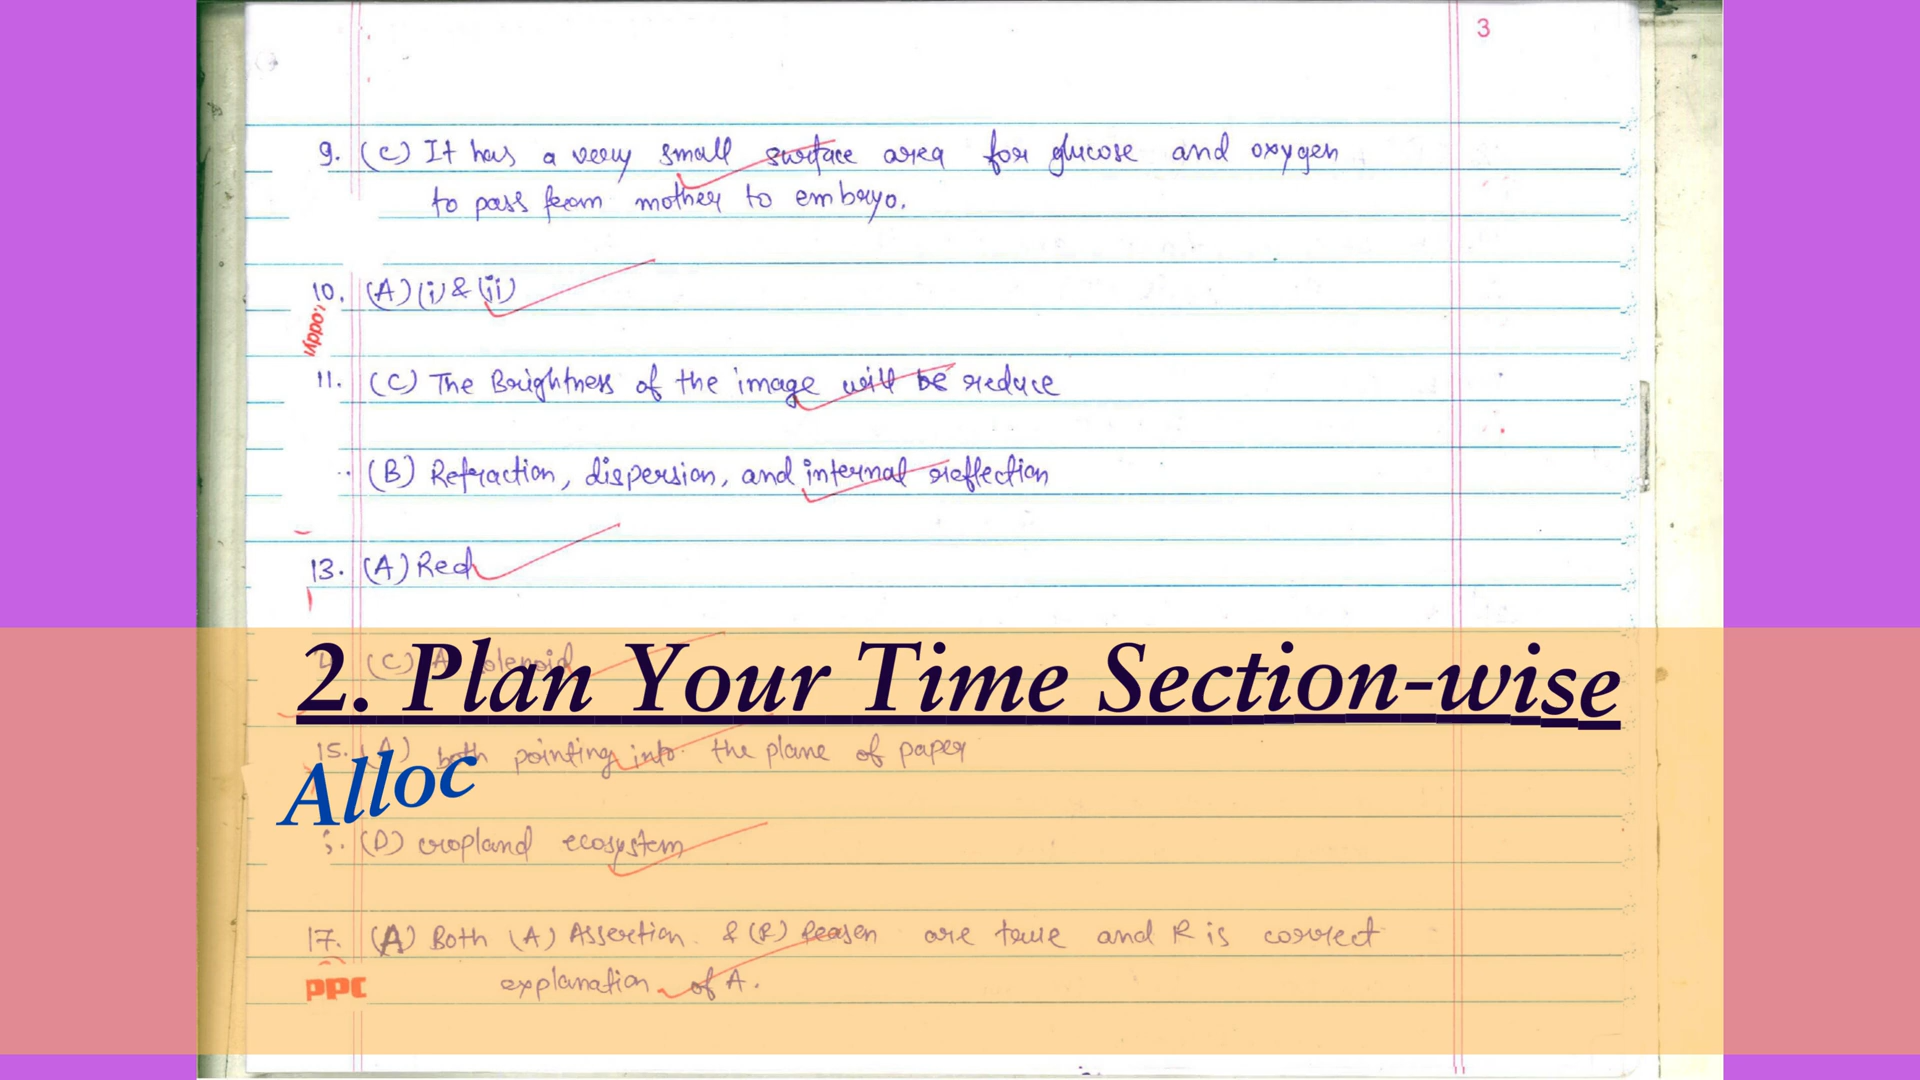 3
9. (C) It has a very small surface area for glucose and oxygen
to pass from mother to embryo.
10. (A) (i) & (ii)
11. (C) The Brightness of the image will be reduce
(B) Refraction, dispersion, and internal reflection
13. (A) Red
(C) A solenoid
2. Plan Your Time Section-wise
15. (A) both pointing into the plane of paper
Alloc
(D) cropland ecosystem
17. (A) Both (A) Assertion & (R) Reason are true and R is correct
explanation of A.
ppc